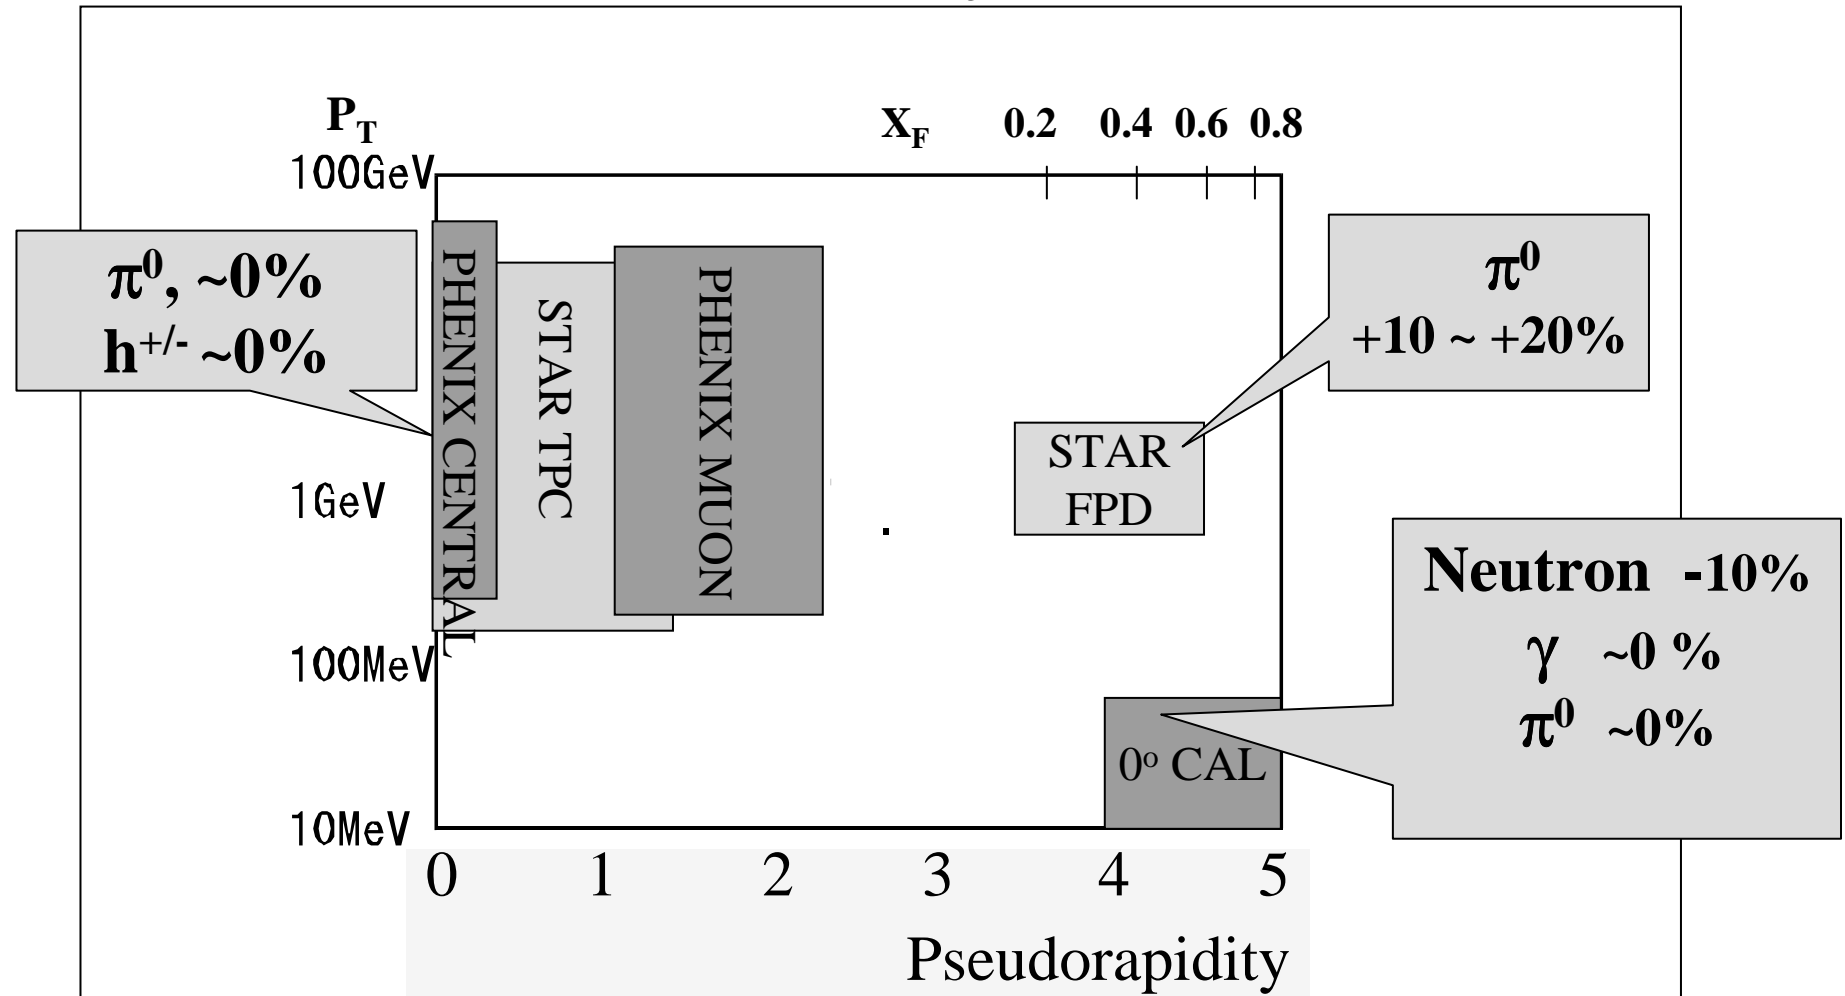 P_T
X_F 0.2 0.4 0.6 0.8
100GeV
π⁰, ~0%
h⁺/⁻ ~0%
PHENIX CENTRAL
STAR TPC
PHENIX MUON
π⁰
+10 ~ +20%
STAR
FPD
1GeV
Neutron -10%
γ ~0 %
π⁰ ~0%
100MeV
0º CAL
10MeV
0 1 2 3 4 5
Pseudorapidity